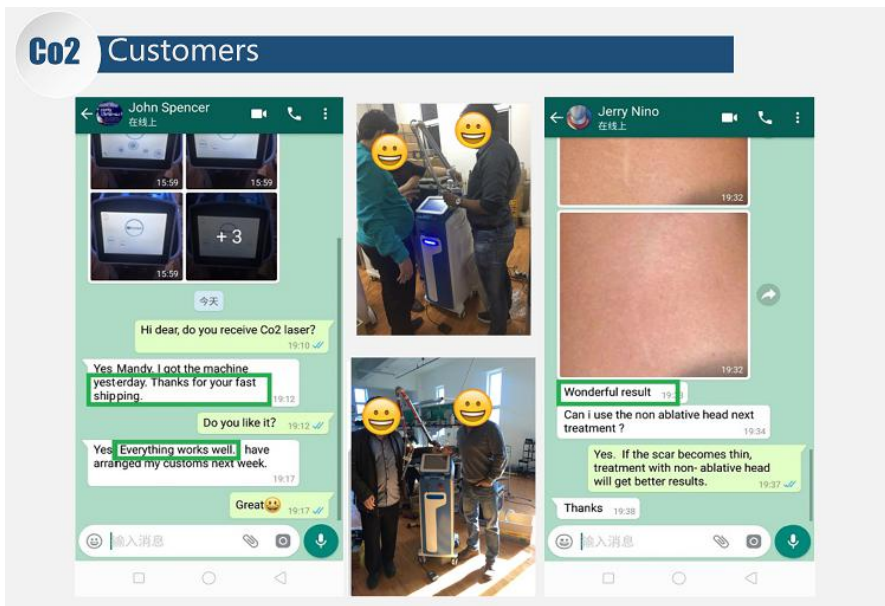 Co2 Customers
John Spencer
在线上
15:59
15:59
+3
15:59
今天
Hi dear, do you receive Co2 laser?
19:10
Yes Mandy. I got the machine
yesterday. Thanks for your fast
shipping.
19:12
Do you like it?
19:12
Yes Everything works well. have
arranged my customs next week.
19:17
Great
19:17
输入消息
Jerry Nino
在线上
19:32
19:32
Wonderful result
Can i use the non ablative head next
treatment ?
19:34
Yes. If the scar becomes thin,
treatment with non- ablative head
will get better results.
19:37
Thanks
19:38
输入消息